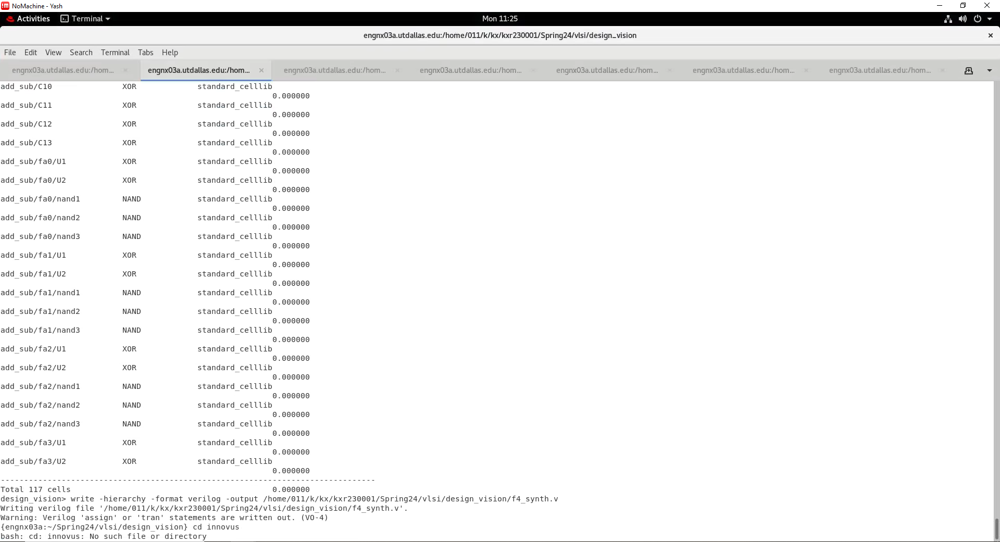 NoMachine - Yash
Activities Terminal Mon 11:25
engnx03a.utdallas.edu:/home/011/k/kx/kxr230001/Spring24/vlsi/design_vision
File Edit View Search Terminal Tabs Help
engnx03a.utdallas.edu:/hom... engnx03a.utdallas.edu:/hom... engnx03a.utdallas.edu:/hom... engnx03a.utdallas.edu:/hom... engnx03a.utdallas.edu:/hom... engnx03a.utdallas.edu:/hom... engnx03a.utdallas.edu:/hom...
add_sub/C10 XOR standard_celllib
0.000000
add_sub/C11 XOR standard_celllib
0.000000
add_sub/C12 XOR standard_celllib
0.000000
add_sub/C13 XOR standard_celllib
0.000000
add_sub/fa0/U1 XOR standard_celllib
0.000000
add_sub/fa0/U2 XOR standard_celllib
0.000000
add_sub/fa0/nand1 NAND standard_celllib
0.000000
add_sub/fa0/nand2 NAND standard_celllib
0.000000
add_sub/fa0/nand3 NAND standard_celllib
0.000000
add_sub/fa1/U1 XOR standard_celllib
0.000000
add_sub/fa1/U2 XOR standard_celllib
0.000000
add_sub/fa1/nand1 NAND standard_celllib
0.000000
add_sub/fa1/nand2 NAND standard_celllib
0.000000
add_sub/fa1/nand3 NAND standard_celllib
0.000000
add_sub/fa2/U1 XOR standard_celllib
0.000000
add_sub/fa2/U2 XOR standard_celllib
0.000000
add_sub/fa2/nand1 NAND standard_celllib
0.000000
add_sub/fa2/nand2 NAND standard_celllib
0.000000
add_sub/fa2/nand3 NAND standard_celllib
0.000000
add_sub/fa3/U1 XOR standard_celllib
0.000000
add_sub/fa3/U2 XOR standard_celllib
0.000000
--------------------------------------------------------------------------------
Total 117 cells 0.000000
design_vision> write -hierarchy -format verilog -output /home/011/k/kx/kxr230001/Spring24/vlsi/design_vision/f4_synth.v
Writing verilog file '/home/011/k/kx/kxr230001/Spring24/vlsi/design_vision/f4_synth.v'.
Warning: Verilog 'assign' or 'tran' statements are written out. (VO-4)
{engnx03a:~/Spring24/vlsi/design_vision} cd innovus
bash: cd: innovus: No such file or directory